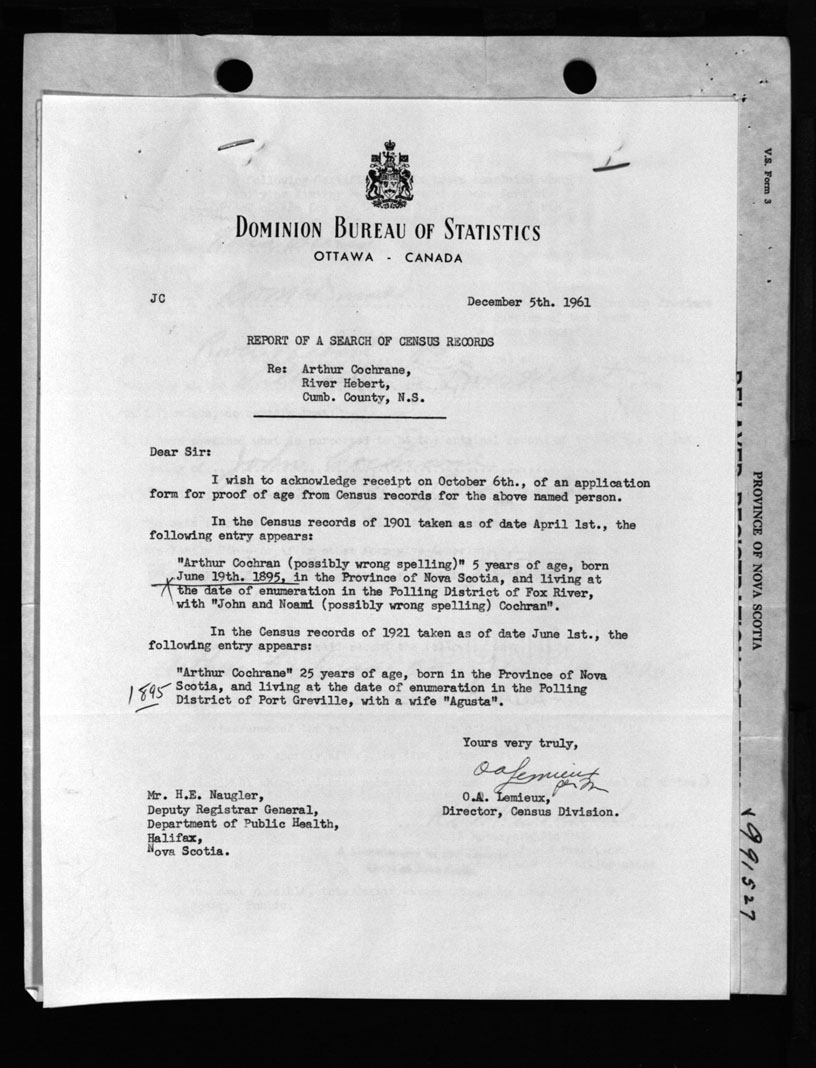 DOMINION BUREAU OF STATISTICS
OTTAWA - CANADA
JC
December 5th. 1961
REPORT OF A SEARCH OF CENSUS RECORDS
Re: Arthur Cochrane,
River Hebert,
Cumb. County, N.S.
Dear Sir:
I wish to acknowledge receipt on October 6th., of an application
form for proof of age from Census records for the above named person.
In the Census records of 1901 taken as of date April 1st., the
following entry appears:
"Arthur Cochran (possibly wrong spelling)" 5 years of age, born
June 19th. 1895, in the Province of Nova Scotia, and living at
X the date of enumeration in the Polling District of Fox River,
with "John and Noami (possibly wrong spelling) Cochran".
In the Census records of 1921 taken as of date June 1st., the
following entry appears:
"Arthur Cochrane" 25 years of age, born in the Province of Nova
1895 Scotia, and living at the date of enumeration in the Polling
District of Port Greville, with a wife "Agusta".
Yours very truly,
O A Lemieux
O.A. Lemieux,
Director, Census Division.
Mr. H.E. Naugler,
Deputy Registrar General,
Department of Public Health,
Halifax,
Nova Scotia.
V.S. Form 3
PROVINCE OF NOVA SCOTIA
991527